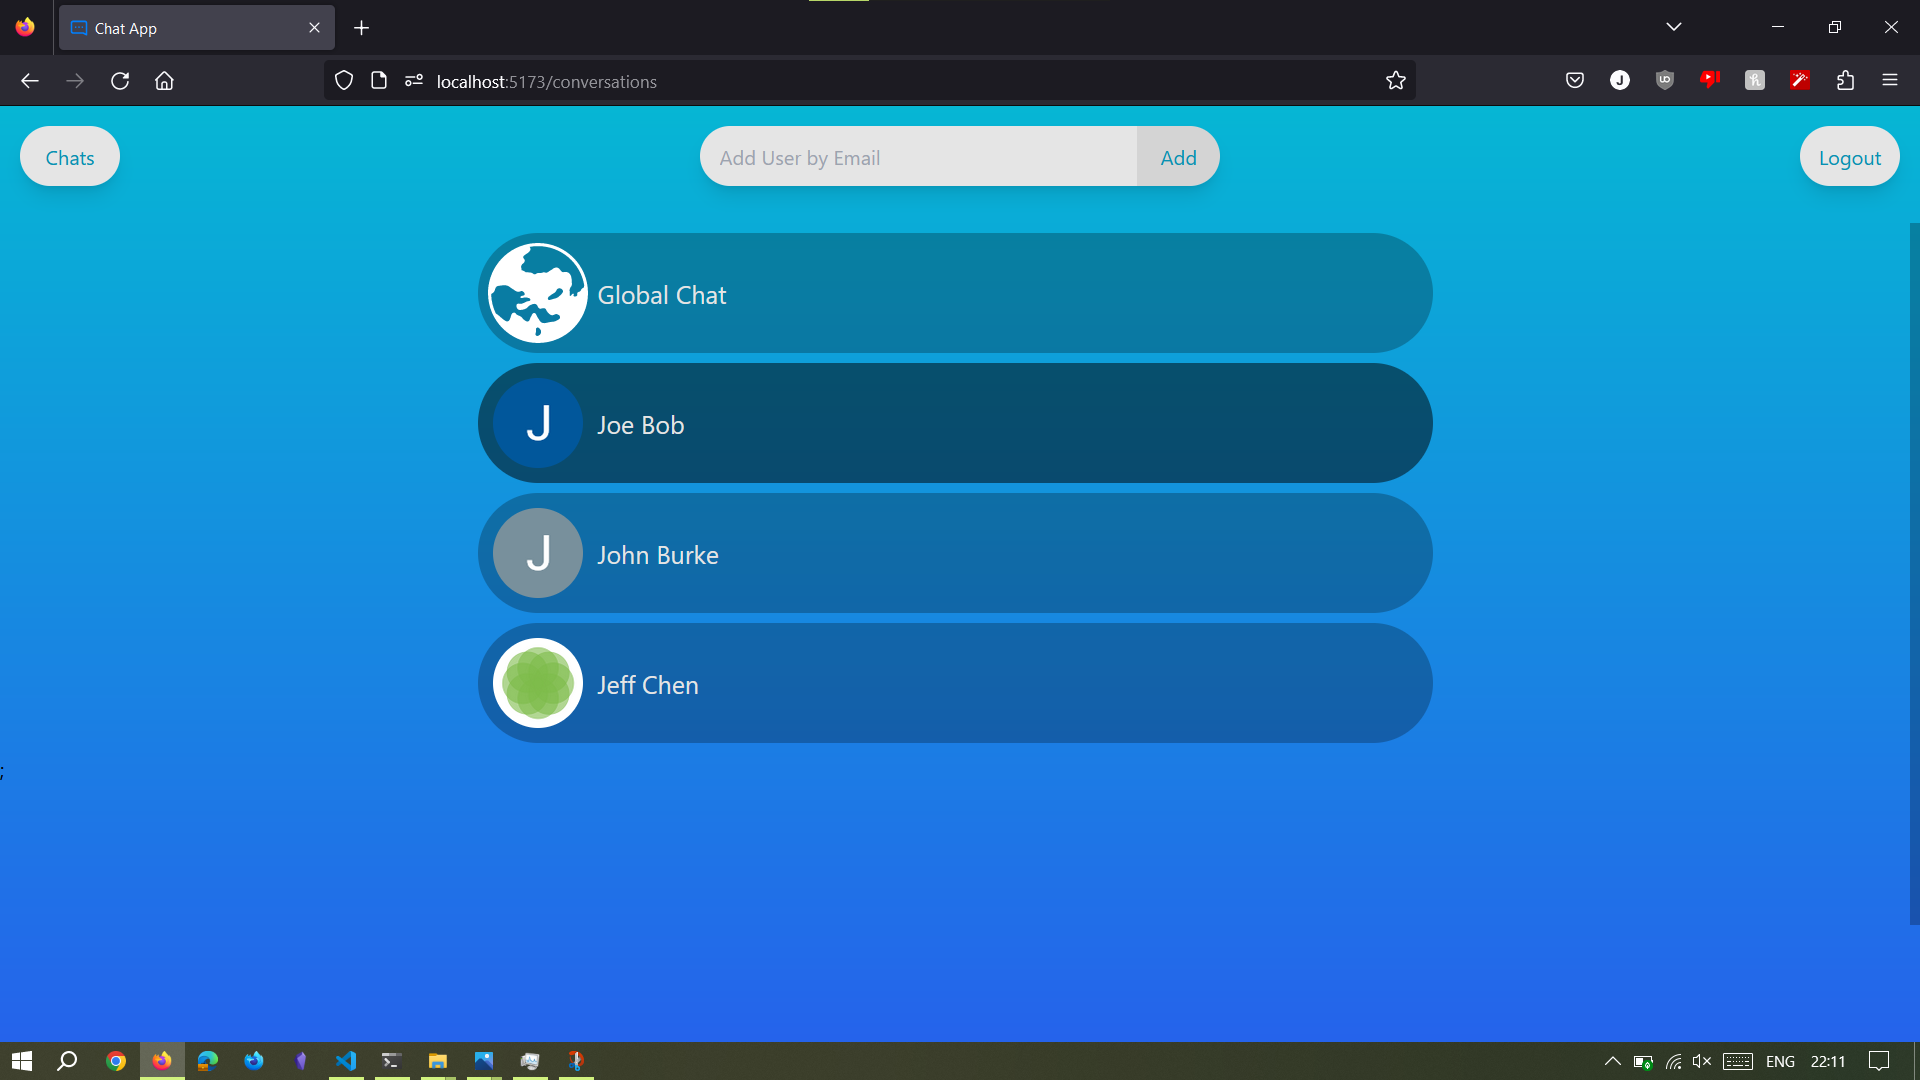 Chat App
localhost:5173/conversations
J
Chats
Add User by Email
Add
Logout
Global Chat
J
Joe Bob
J
John Burke
Jeff Chen
;
ENG
22:11